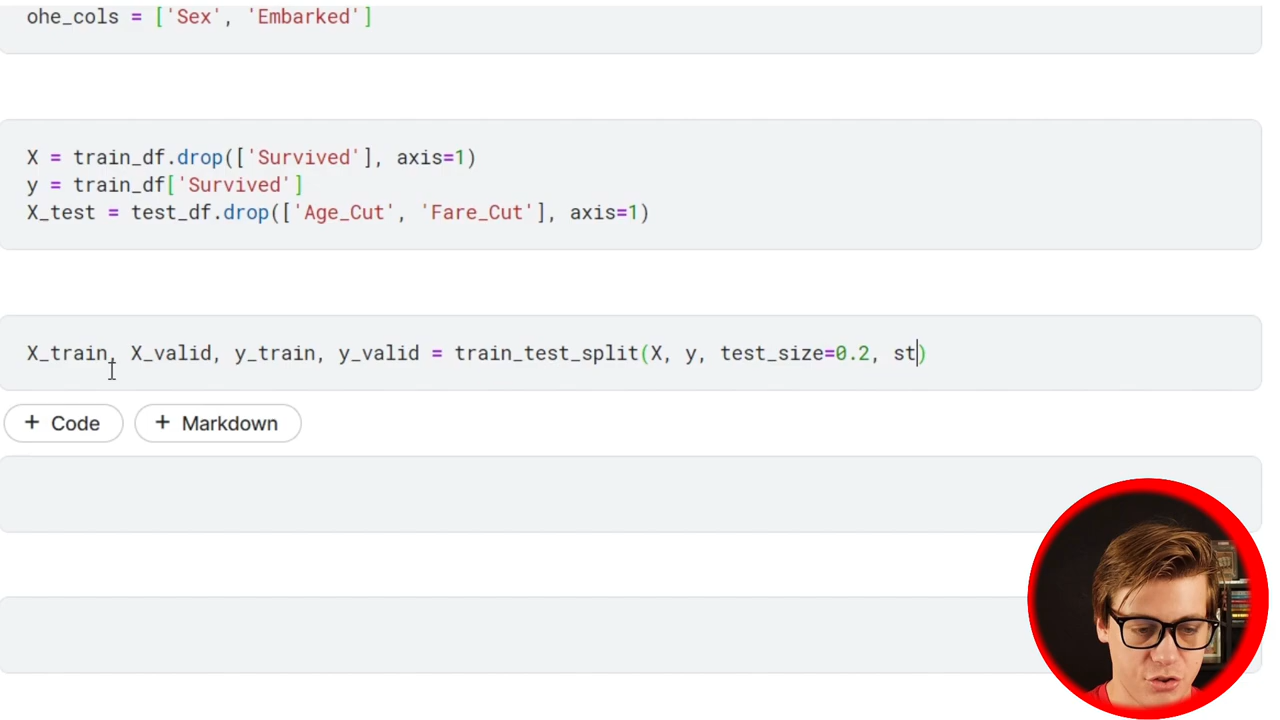 ohe_cols = ['Sex', 'Embarked']
X = train_df.drop(['Survived'], axis=1)
y = train_df['Survived']
X_test = test_df.drop(['Age_Cut', 'Fare_Cut'], axis=1)
X_train, X_valid, y_train, y_valid = train_test_split(X, y, test_size=0.2, st)
+ Code + Markdown